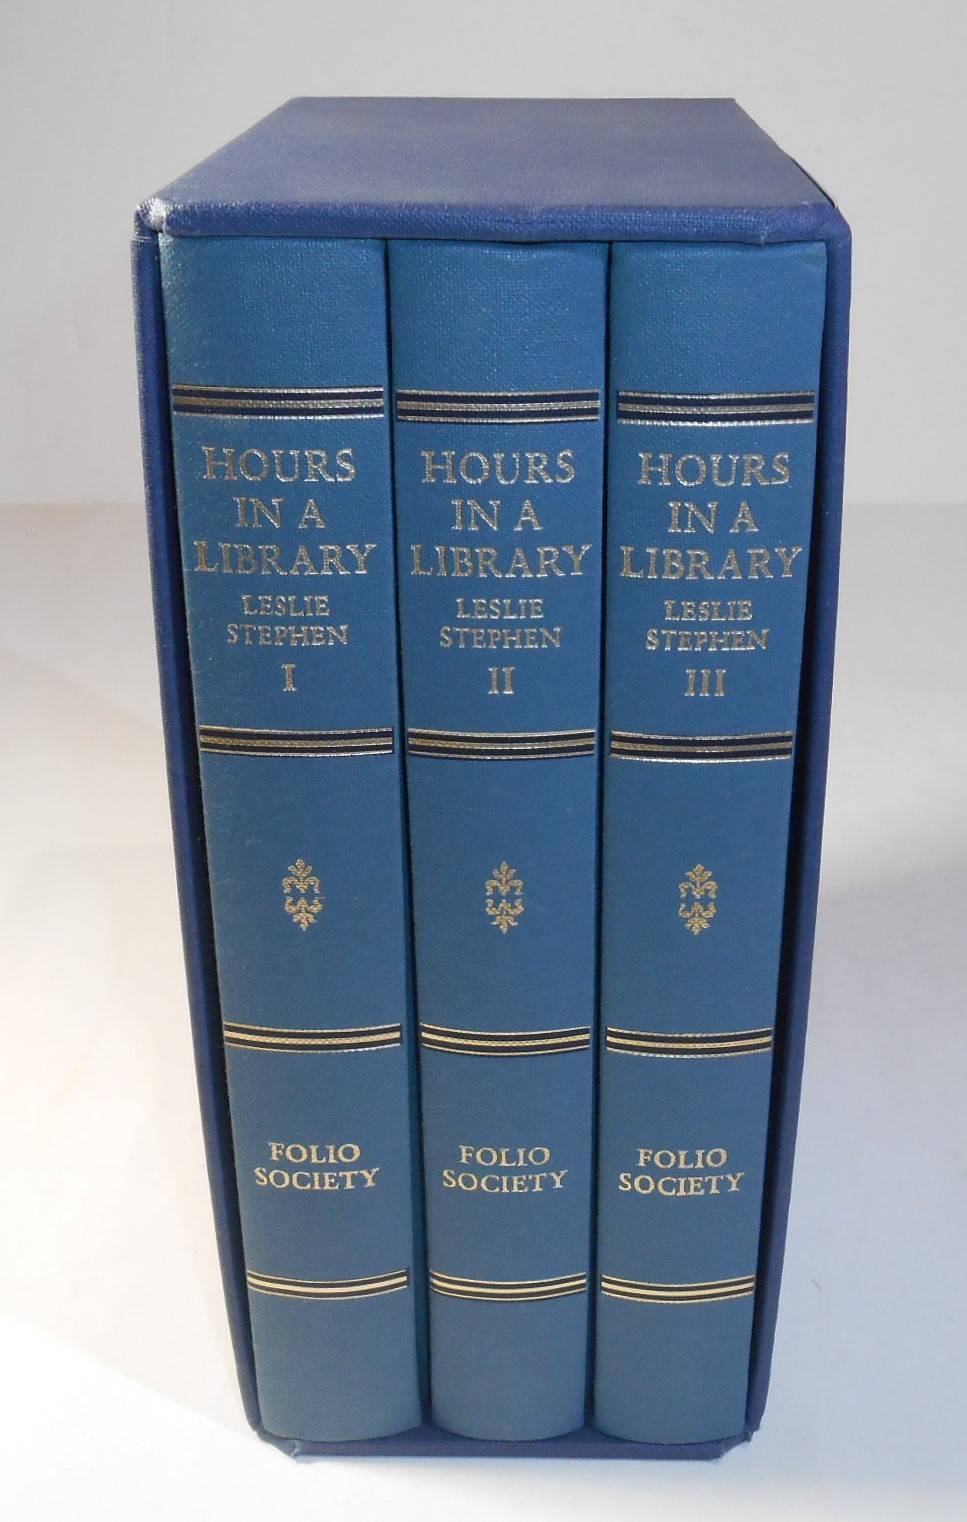 HOURS
IN A
LIBRARY
LESLIE
STEPHEN
I
FOLIO
SOCIETY
HOURS
IN A
LIBRARY
LESLIE
STEPHEN
II
FOLIO
SOCIETY
HOURS
IN A
LIBRARY
LESLIE
STEPHEN
III
FOLIO
SOCIETY